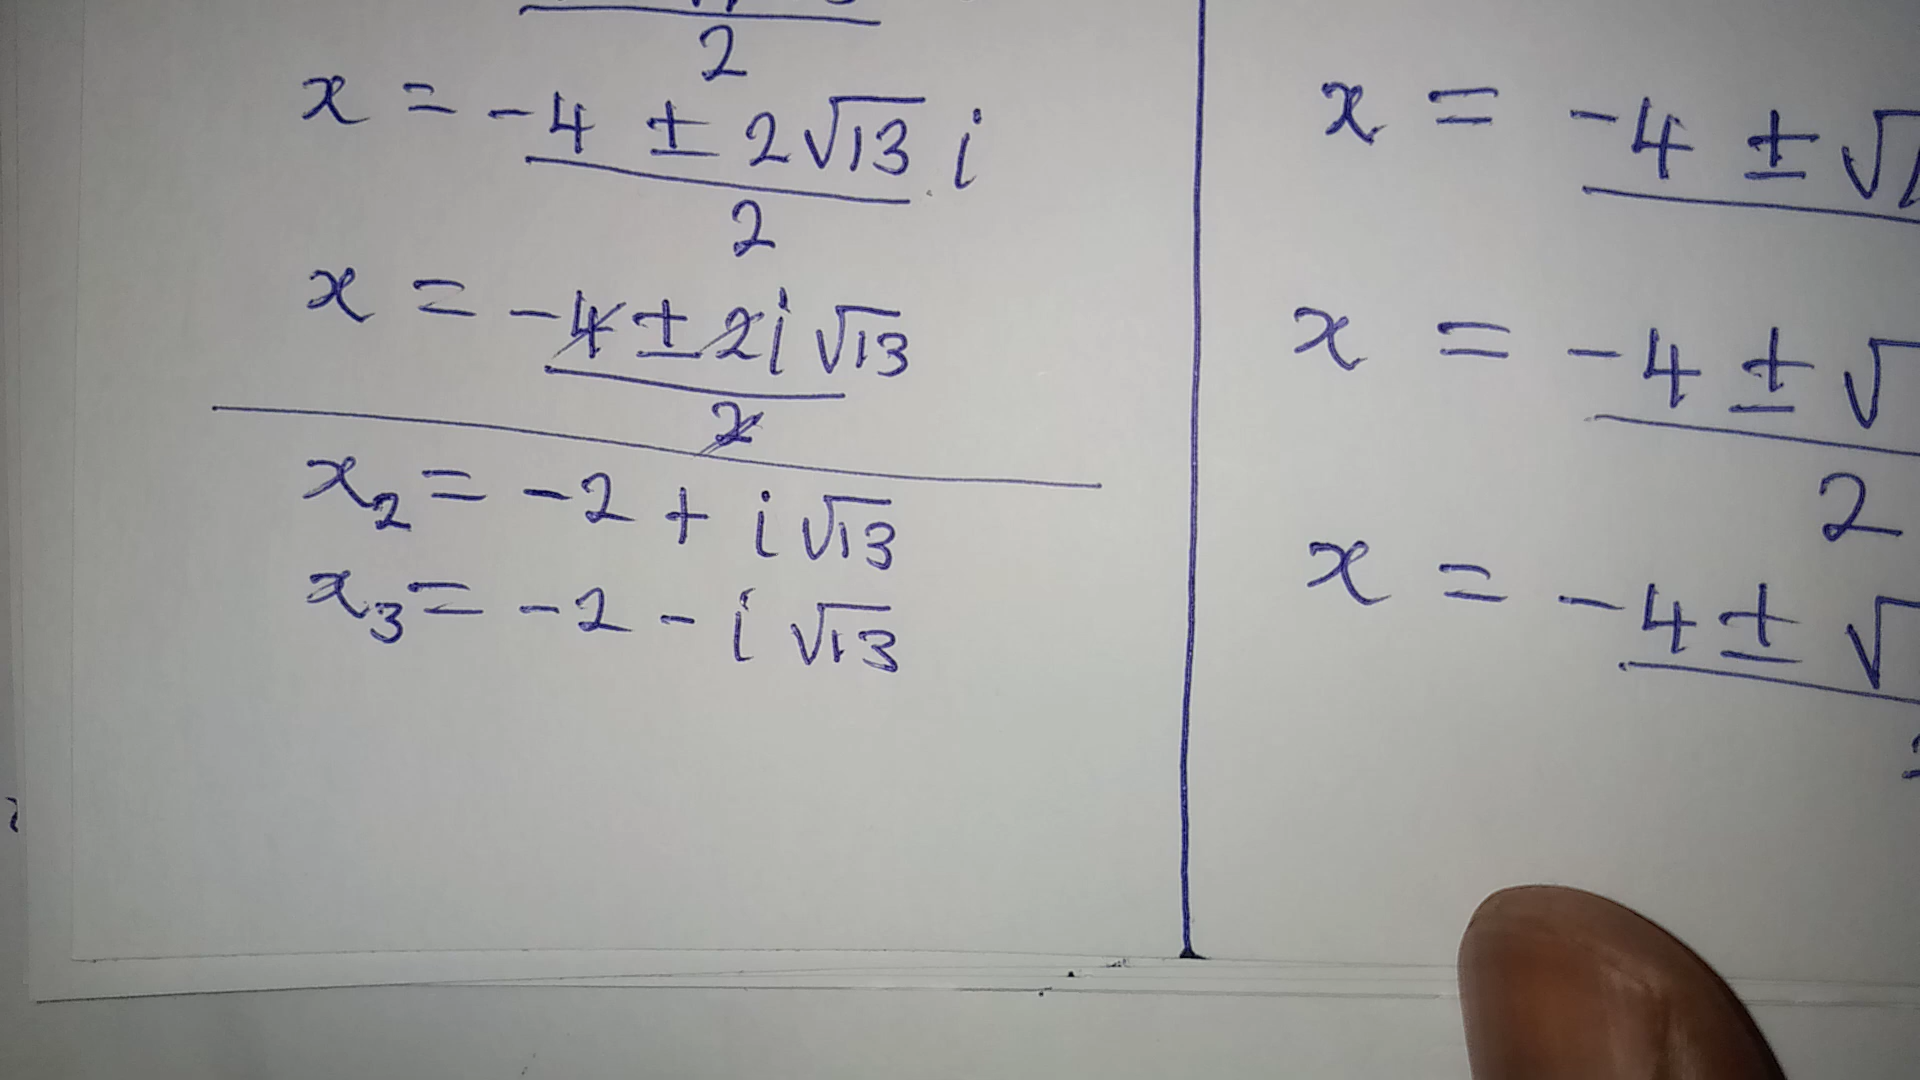 2
x = -4 ± 2√13 i
2
x = -4 ± 2i √13
2
x₂ = -2 + i √13
x₃ = -2 - i √13
x = -4 ± √
x = -4 ± √
2
x = -4 ± √